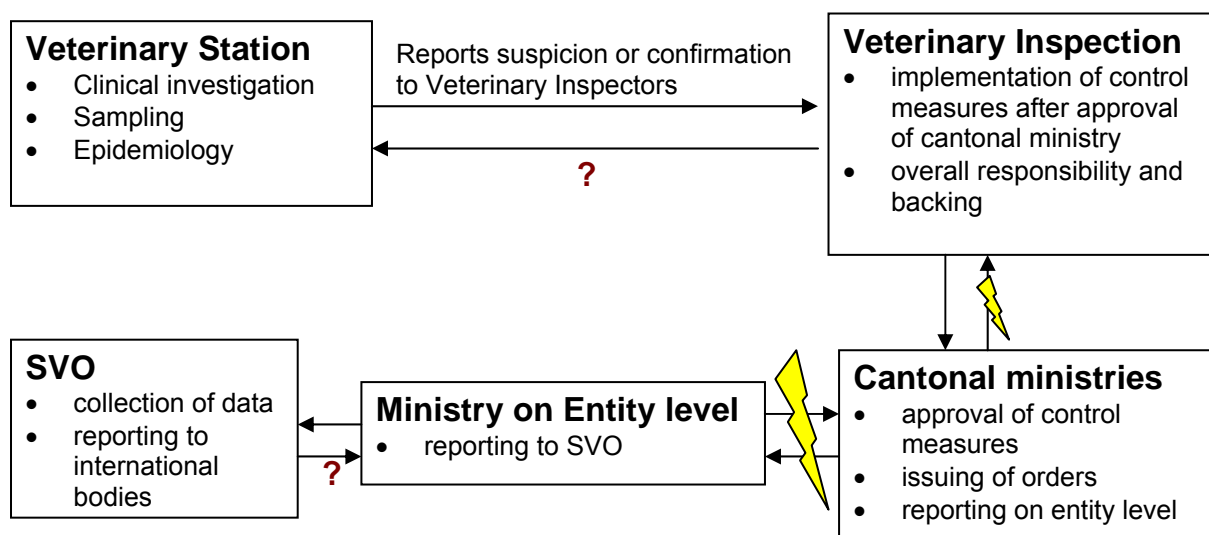 Veterinary Station
• Clinical investigation
• Sampling
• Epidemiology
Reports suspicion or confirmation
to Veterinary Inspectors
?
Veterinary Inspection
• implementation of control
measures after approval
of cantonal ministry
• overall responsibility and
backing
SVO
• collection of data
• reporting to
international
bodies
?
Ministry on Entity level
• reporting to SVO
Cantonal ministries
• approval of control
measures
• issuing of orders
• reporting on entity level